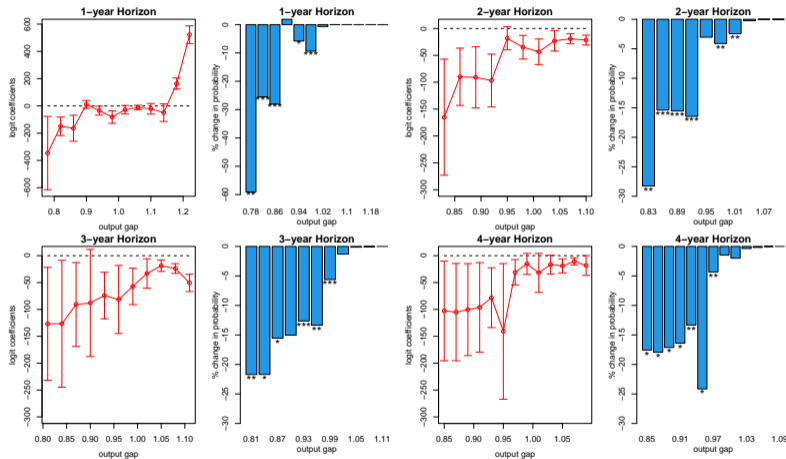 1−year Horizon
logit coefficients
600
400
200
0
−200
−400
−600
0.8 0.9 1.0 1.1 1.2
output gap
1−year Horizon
% change in probability
0
−10
−20
−30
−40
−50
−60
** *** *** * ***
0.78 0.86 0.94 1.02 1.1 1.18
output gap
2−year Horizon
logit coefficients
0
−50
−100
−150
−200
−250
−300
0.85 0.90 0.95 1.00 1.05 1.10
output gap
2−year Horizon
% change in probability
0
−5
−10
−15
−20
−25
−30
** *** *** *** ** **
0.83 0.89 0.95 1.01 1.07
output gap
3−year Horizon
logit coefficients
0
−50
−100
−150
−200
−250
−300
0.80 0.85 0.90 0.95 1.00 1.05 1.10
output gap
3−year Horizon
% change in probability
0
−5
−10
−15
−20
−25
−30
** * * *** ** ***
0.81 0.87 0.93 0.99 1.05 1.11
output gap
4−year Horizon
logit coefficients
0
−50
−100
−150
−200
−250
−300
0.85 0.90 0.95 1.00 1.05
output gap
4−year Horizon
% change in probability
0
−5
−10
−15
−20
−25
−30
* * * * ** * **
0.85 0.91 0.97 1.03 1.09
output gap